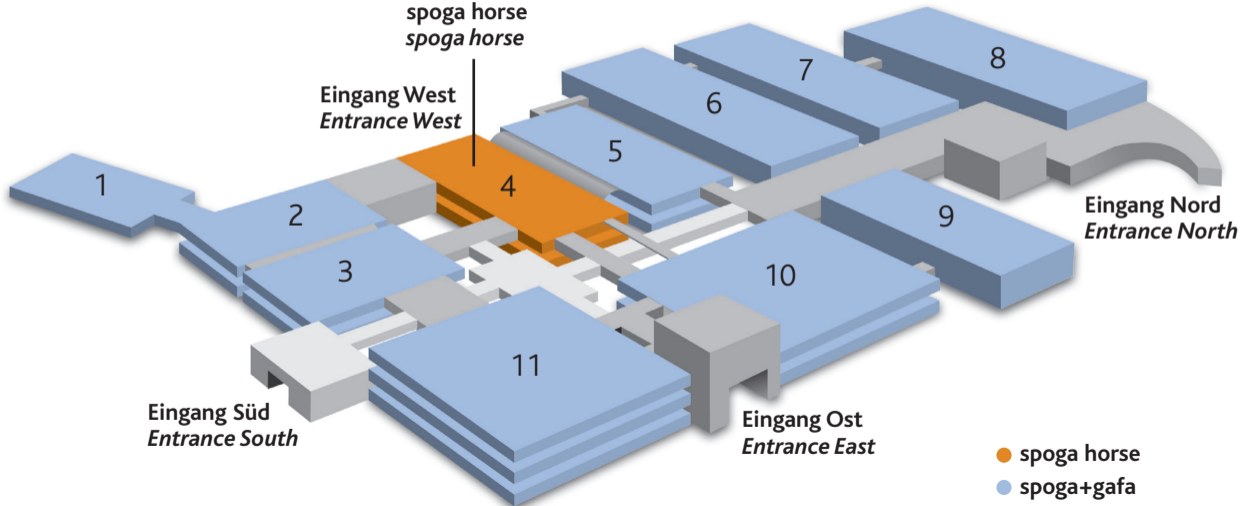 spoga horse
spoga horse
Eingang West
Entrance West
1
2
3
4
5
6
7
8
9
10
11
Eingang Nord
Entrance North
Eingang Süd
Entrance South
Eingang Ost
Entrance East
spoga horse
spoga+gafa